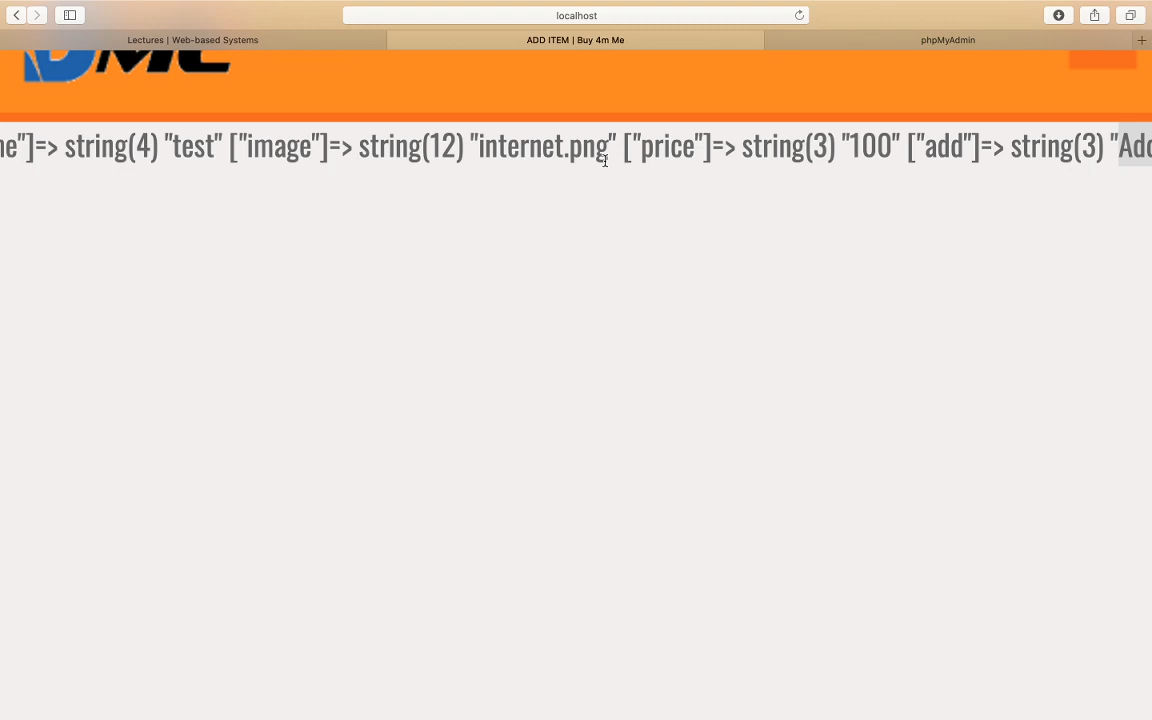 localhost
Lectures | Web-based Systems
ADD ITEM | Buy 4m Me
phpMyAdmin
DMC
ne"]=> string(4) "test" ["image"]=> string(12) "internet.png" ["price"]=> string(3) "100" ["add"]=> string(3) "Add